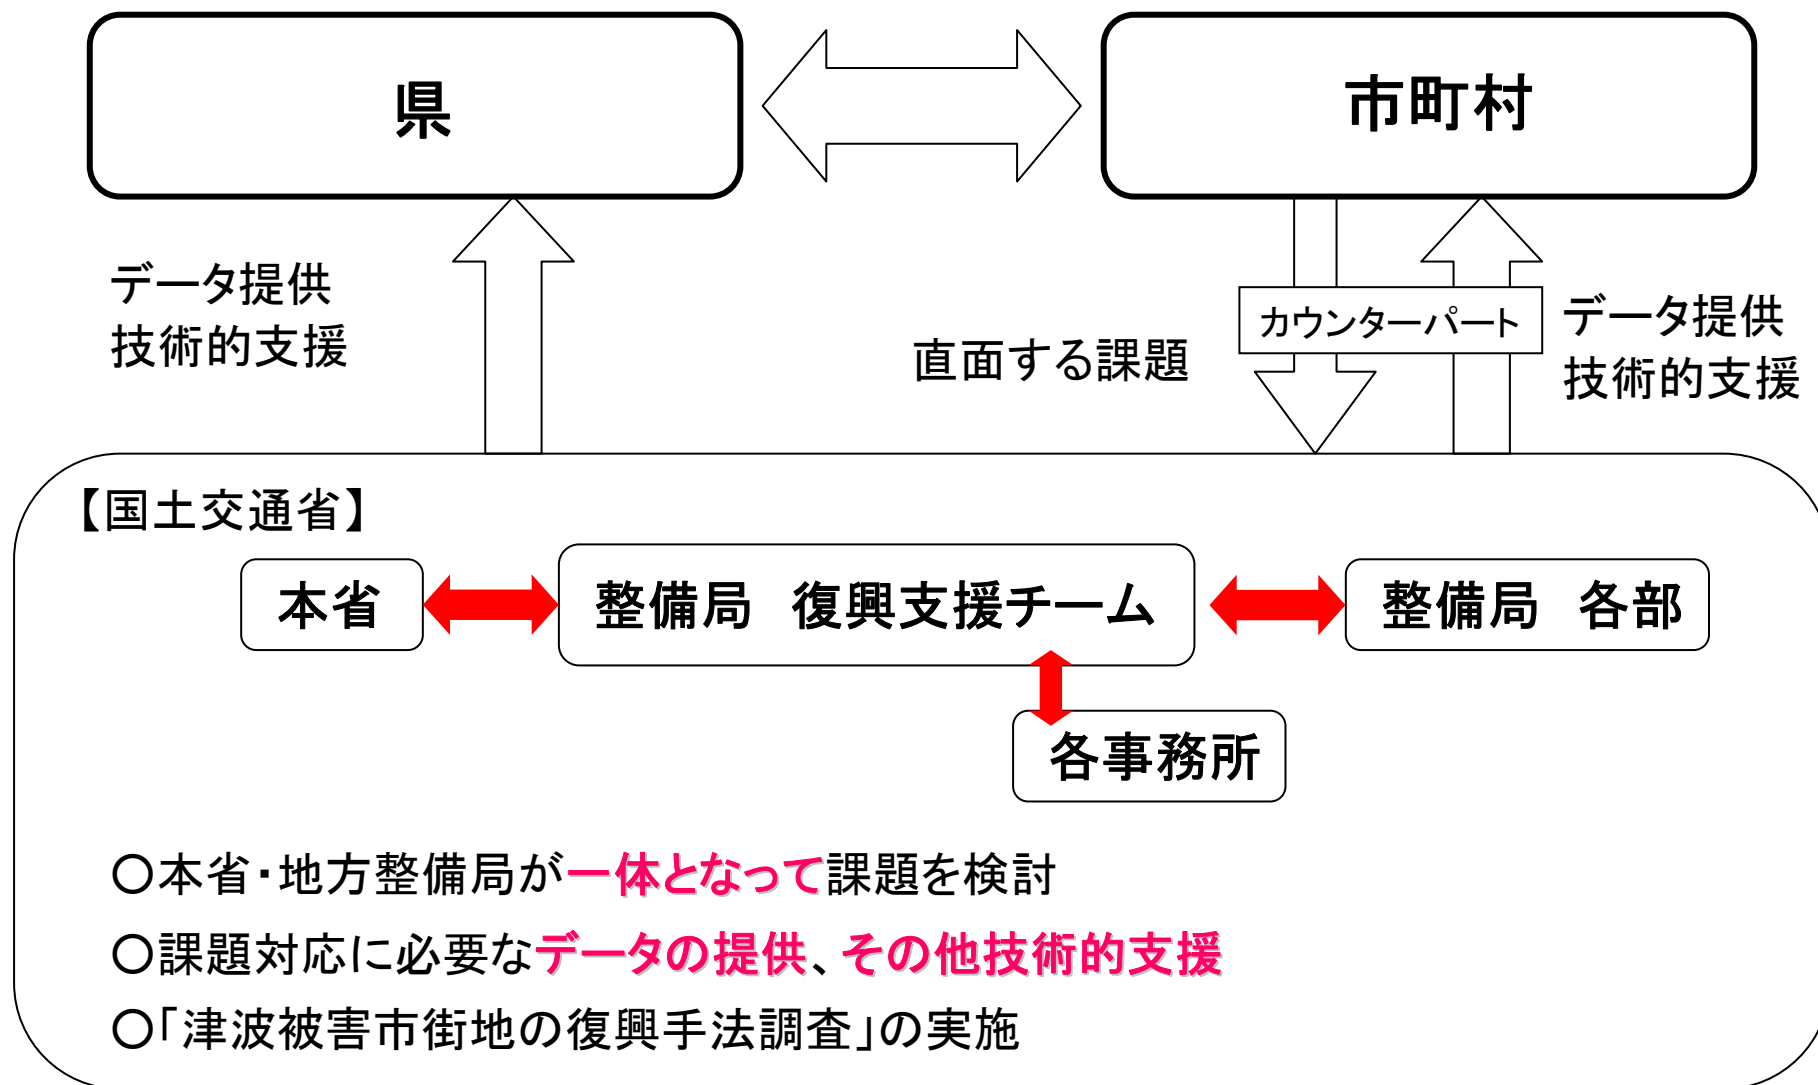 県
市町村
データ提供
技術的支援
直面する課題
カウンターパート
データ提供
技術的支援
【国土交通省】
本省
整備局　復興支援チーム
整備局　各部
各事務所
○本省・地方整備局が一体となって課題を検討
○課題対応に必要なデータの提供、その他技術的支援
○「津波被害市街地の復興手法調査」の実施